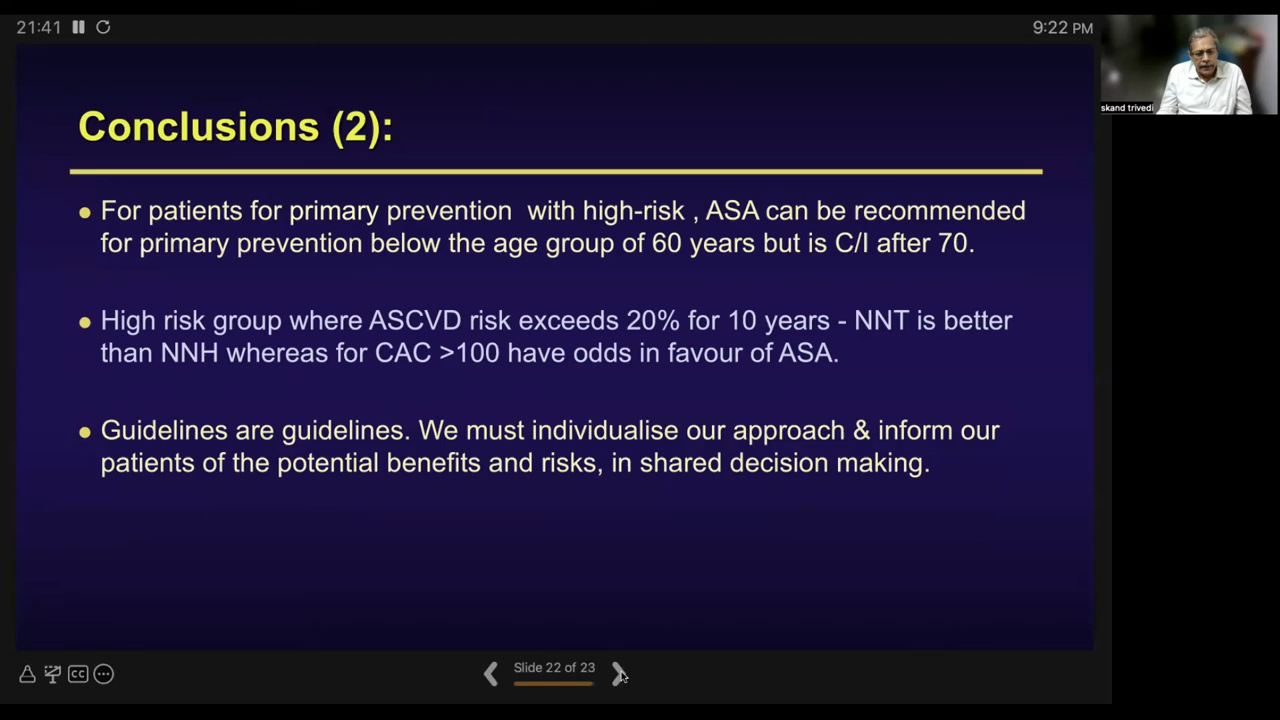 21:41
9:22 PM
skand trivedi
Conclusions (2):
For patients for primary prevention with high-risk , ASA can be recommended
for primary prevention below the age group of 60 years but is C/I after 70.
High risk group where ASCVD risk exceeds 20% for 10 years - NNT is better
than NNH whereas for CAC >100 have odds in favour of ASA.
Guidelines are guidelines. We must individualise our approach & inform our
patients of the potential benefits and risks, in shared decision making.
CC
Slide 22 of 23